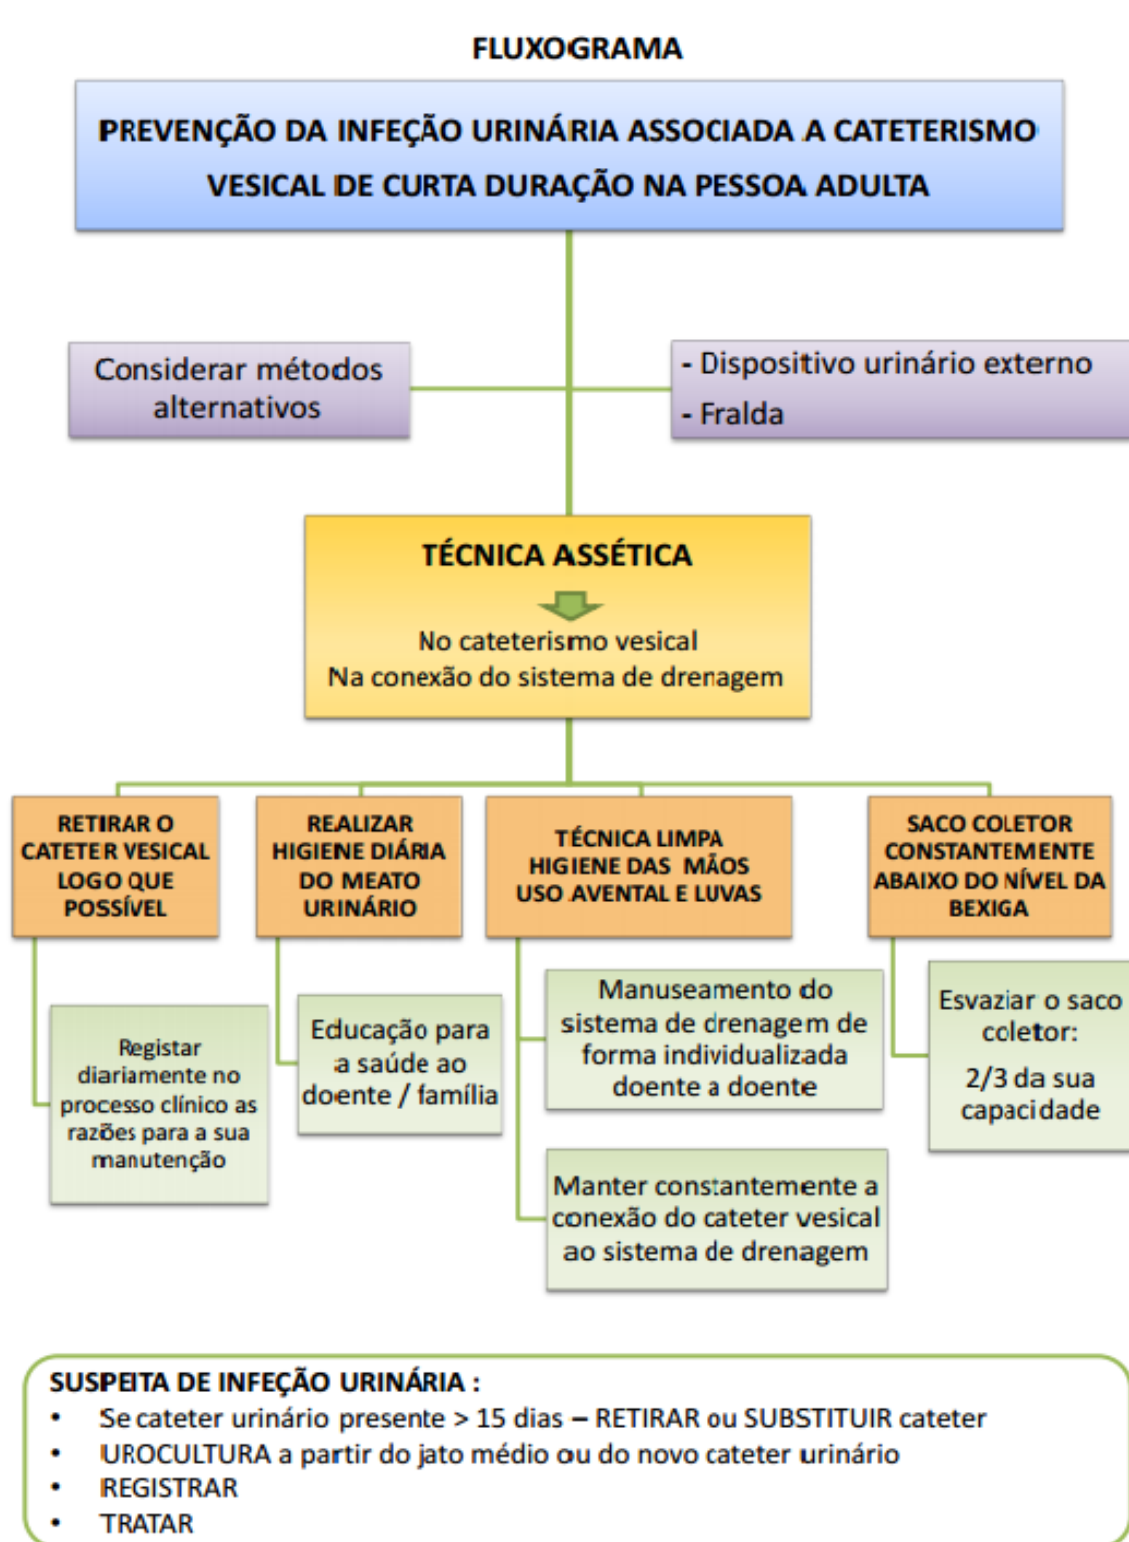 FLUXOGRAMA
PREVENÇÃO DA INFEÇÃO URINÁRIA ASSOCIADA A CATETERISMO
VESICAL DE CURTA DURAÇÃO NA PESSOA ADULTA
Considerar métodos
alternativos
- Dispositivo urinário externo
- Fralda
TÉCNICA ASSÉTICA
No cateterismo vesical
Na conexão do sistema de drenagem
RETIRAR O
CATETER VESICAL
LOGO QUE
POSSÍVEL
Registar
diariamente no
processo clínico as
razões para a sua
manutenção
REALIZAR
HIGIENE DIÁRIA
DO MEATO
URINÁRIO
Educação para
a saúde ao
doente / família
TÉCNICA LIMPA
HIGIENE DAS MÃOS
USO AVENTAL E LUVAS
Manuseamento do
sistema de drenagem de
forma individualizada
doente a doente
Manter constantemente a
conexão do cateter vesical
ao sistema de drenagem
SACO COLETOR
CONSTANTEMENTE
ABAIXO DO NÍVEL DA
BEXIGA
Esvaziar o saco
coletor:
2/3 da sua
capacidade
SUSPEITA DE INFEÇÃO URINÁRIA :
• Se cateter urinário presente > 15 dias – RETIRAR ou SUBSTITUIR cateter
• UROCULTURA a partir do jato médio ou do novo cateter urinário
• REGISTRAR
• TRATAR